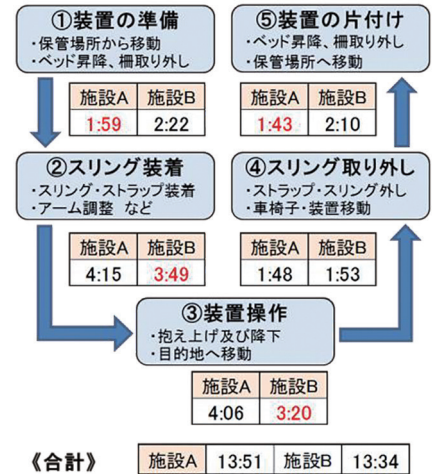 ①装置の準備
・保管場所から移動
・ベッド昇降、柵取り外し
施設A 施設B
1:59 2:22
②スリング装着
・スリング・ストラップ装着
・アーム調整 など
施設A 施設B
4:15 3:49
③装置操作
・抱え上げ及び降下
・目的地へ移動
施設A 施設B
4:06 3:20
④スリング取り外し
・ストラップ・スリング外し
・車椅子・装置移動
施設A 施設B
1:48 1:53
⑤装置の片付け
・ベッド昇降、柵取り外し
・保管場所へ移動
施設A 施設B
1:43 2:10
《合計》 施設A 13:51 施設B 13:34